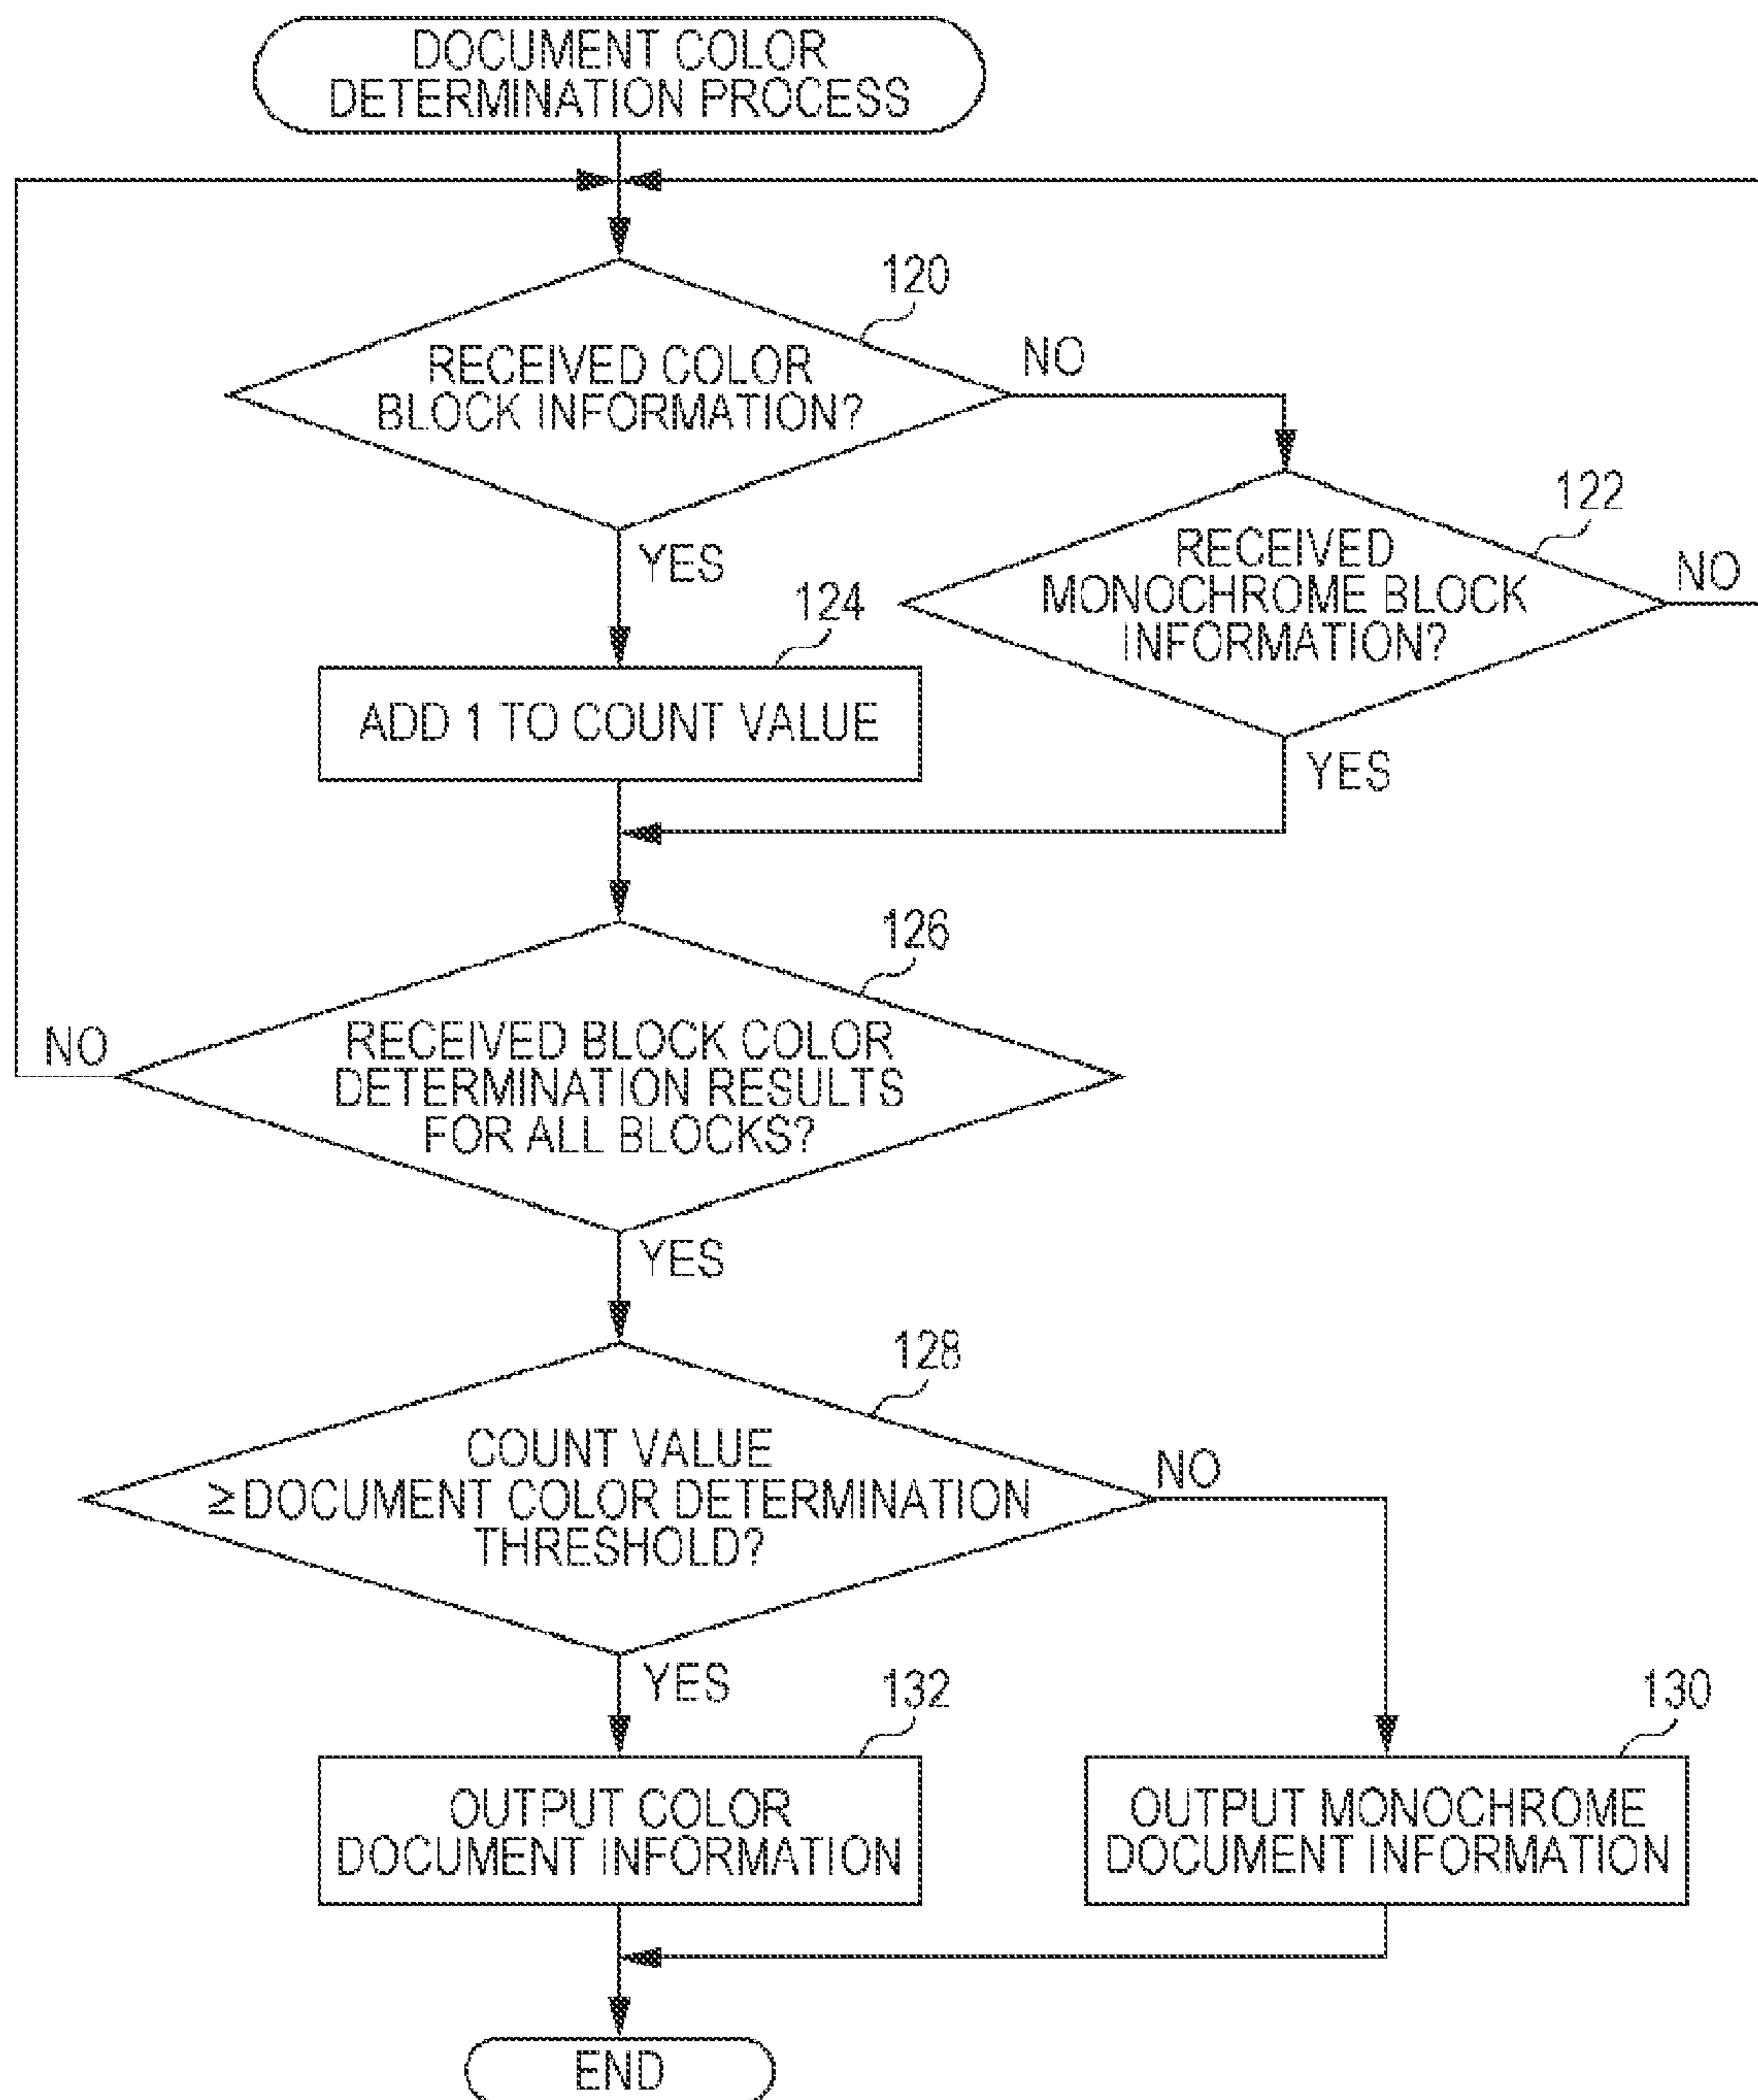 DOCUMENT COLOR
DETERMINATION PROCESS
120
RECEIVED COLOR
BLOCK INFORMATION?
NO
YES
122
RECEIVED
MONOCHROME BLOCK
INFORMATION?
NO
YES
124
ADD 1 TO COUNT VALUE
126
RECEIVED BLOCK COLOR
DETERMINATION RESULTS
FOR ALL BLOCKS?
NO
YES
128
COUNT VALUE
≥DOCUMENT COLOR DETERMINATION
THRESHOLD?
NO
YES
132
OUTPUT COLOR
DOCUMENT INFORMATION
130
OUTPUT MONOCHROME
DOCUMENT INFORMATION
END